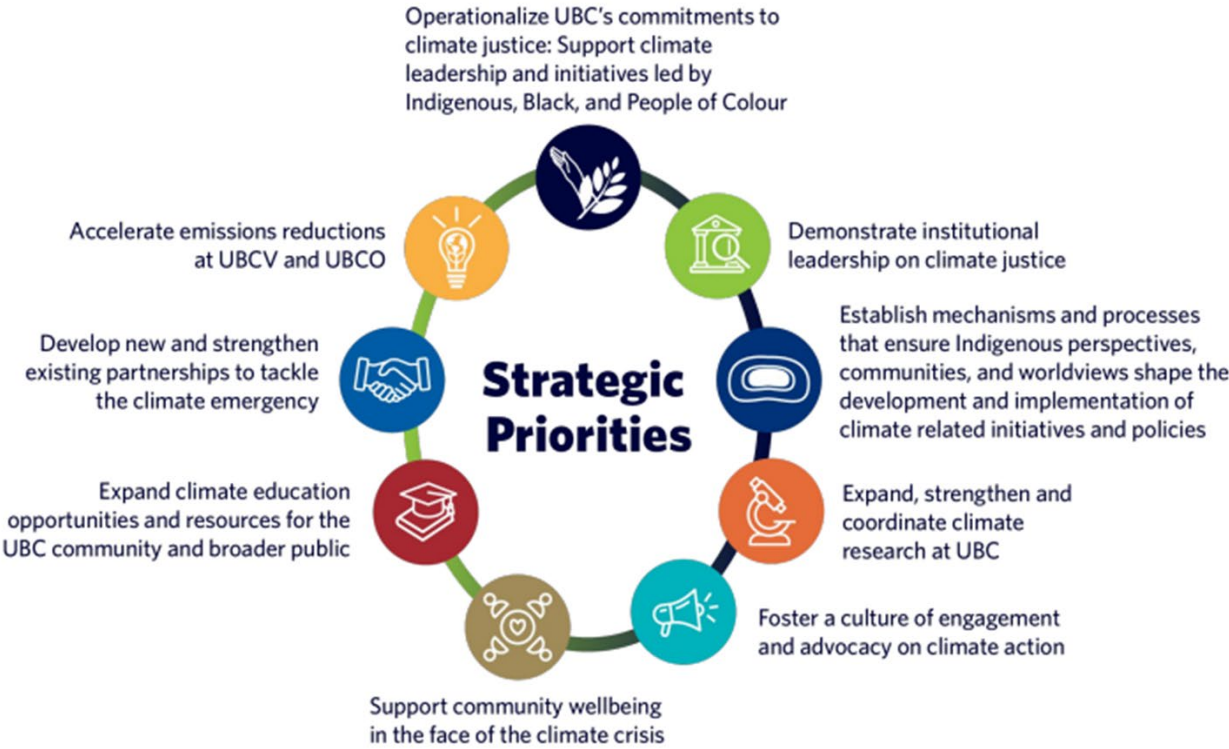 Operationalize UBC's commitments to
climate justice: Support climate
leadership and initiatives led by
Indigenous, Black, and People of Colour
Demonstrate institutional
leadership on climate justice
Establish mechanisms and processes
that ensure Indigenous perspectives,
communities, and worldviews shape the
development and implementation of
climate related initiatives and policies
Expand, strengthen and
coordinate climate
research at UBC
Foster a culture of engagement
and advocacy on climate action
Support community wellbeing
in the face of the climate crisis
Expand climate education
opportunities and resources for the
UBC community and broader public
Develop new and strengthen
existing partnerships to tackle
the climate emergency
Accelerate emissions reductions
at UBCV and UBCO
Strategic
Priorities